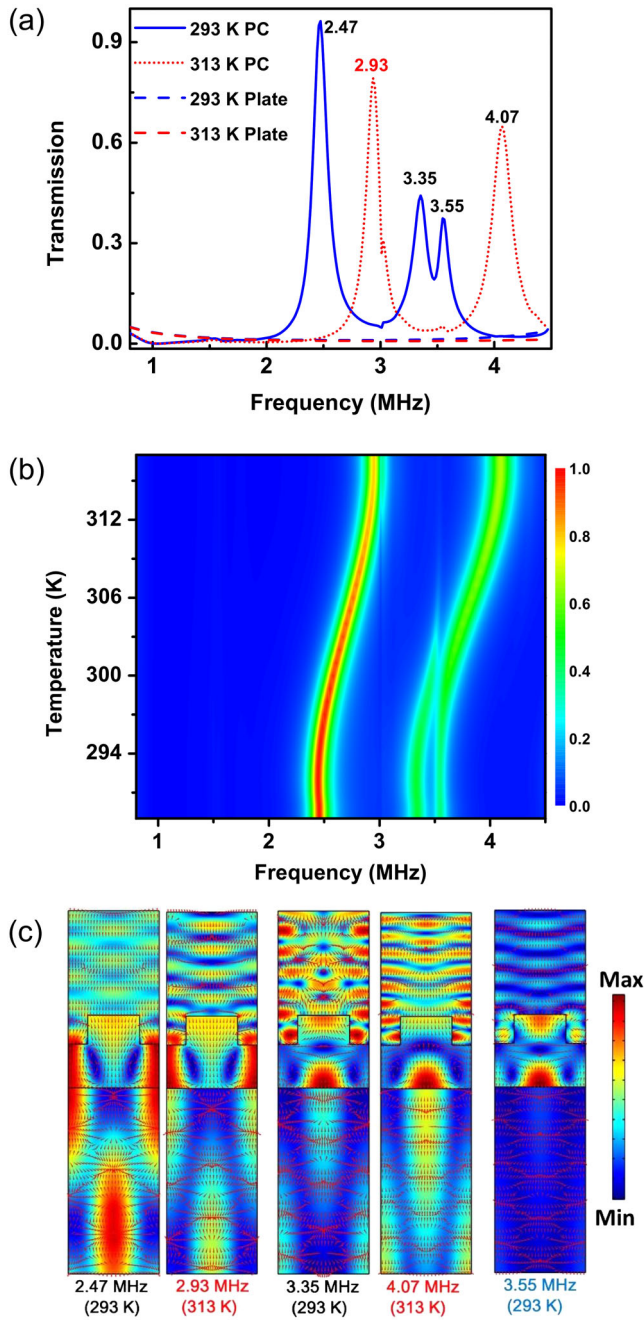 (a)
293 K PC
313 K PC
293 K Plate
313 K Plate
2.47
2.93
3.35
3.55
4.07
0.9
0.6
0.3
0.0
Transmission
1 2 3 4
Frequency (MHz)
(b)
312
306
300
294
Temperature (K)
1 2 3 4
Frequency (MHz)
1.0
0.8
0.6
0.4
0.2
0.0
(c)
Max
Min
2.47 MHz 2.93 MHz 3.35 MHz 4.07 MHz 3.55 MHz
(293 K) (313 K) (293 K) (313 K) (293 K)